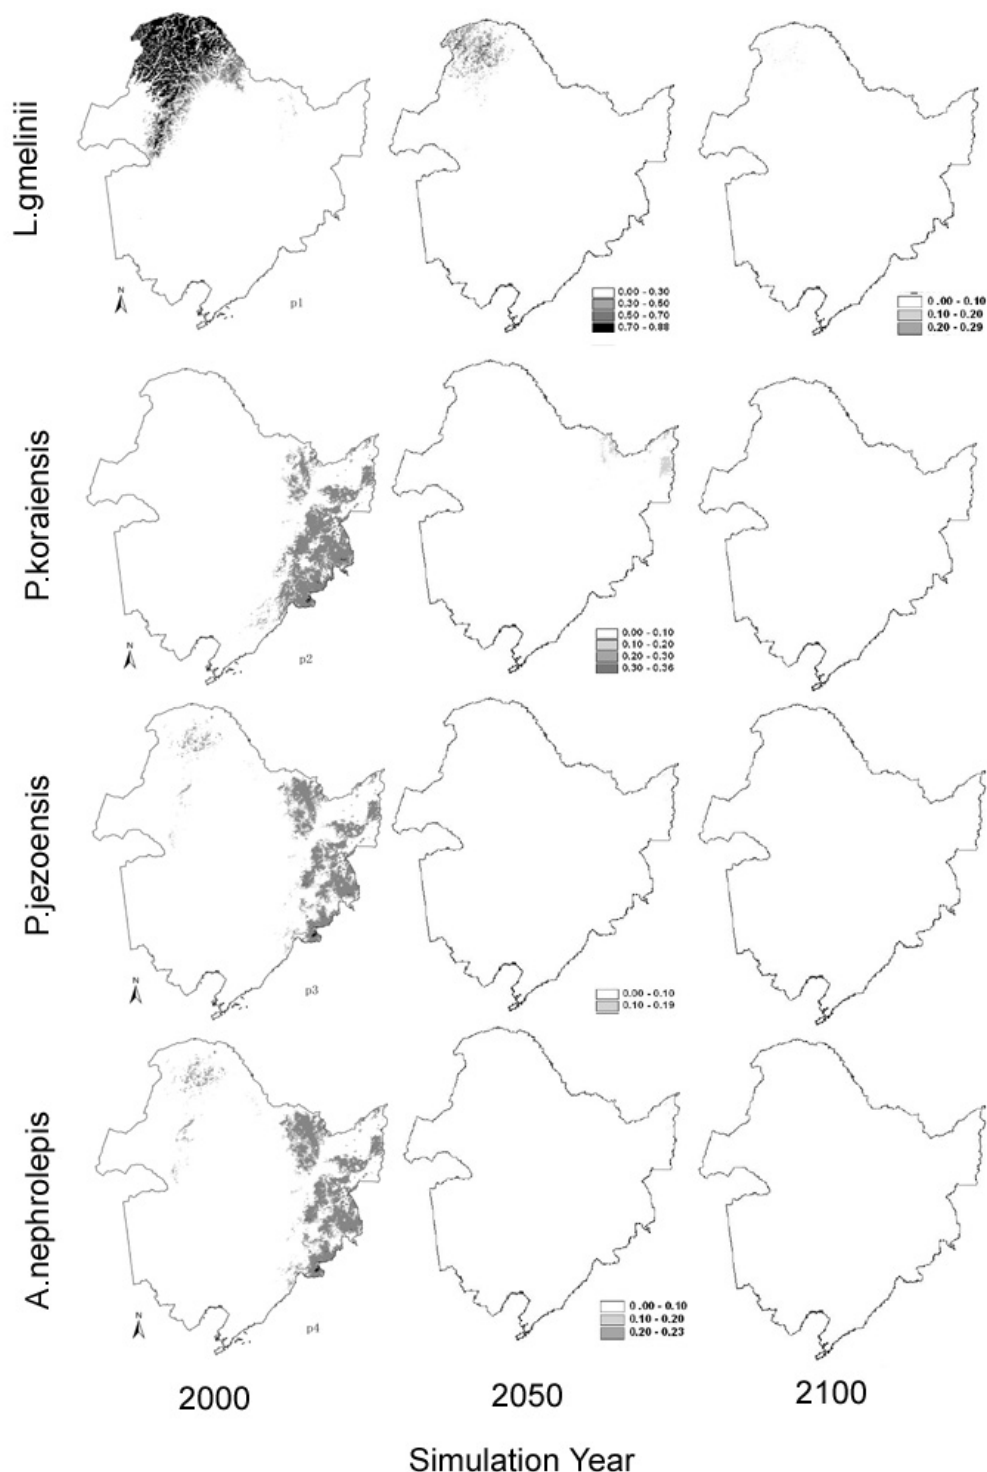 L.gmelinii
N
p1
0.00 - 0.30
0.30 - 0.50
0.50 - 0.70
0.70 - 0.88
0.00 - 0.10
0.10 - 0.20
0.20 - 0.29
P.koraiensis
N
p2
0.00 - 0.10
0.10 - 0.20
0.20 - 0.30
0.30 - 0.36
P.jezoensis
N
p3
0.00 - 0.10
0.10 - 0.19
A.nephrolepis
N
p4
0.00 - 0.10
0.10 - 0.20
0.20 - 0.23
2000 2050 2100
Simulation Year